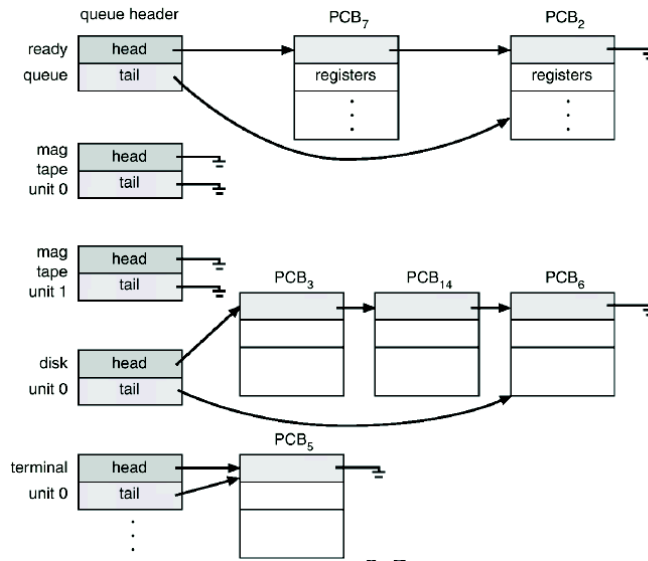 queue header PCB7 PCB2
ready head
queue tail registers registers
mag head
tape
unit 0 tail
mag head
tape
unit 1 tail
PCB3 PCB14 PCB6
disk head
unit 0 tail
PCB5
terminal head
unit 0 tail